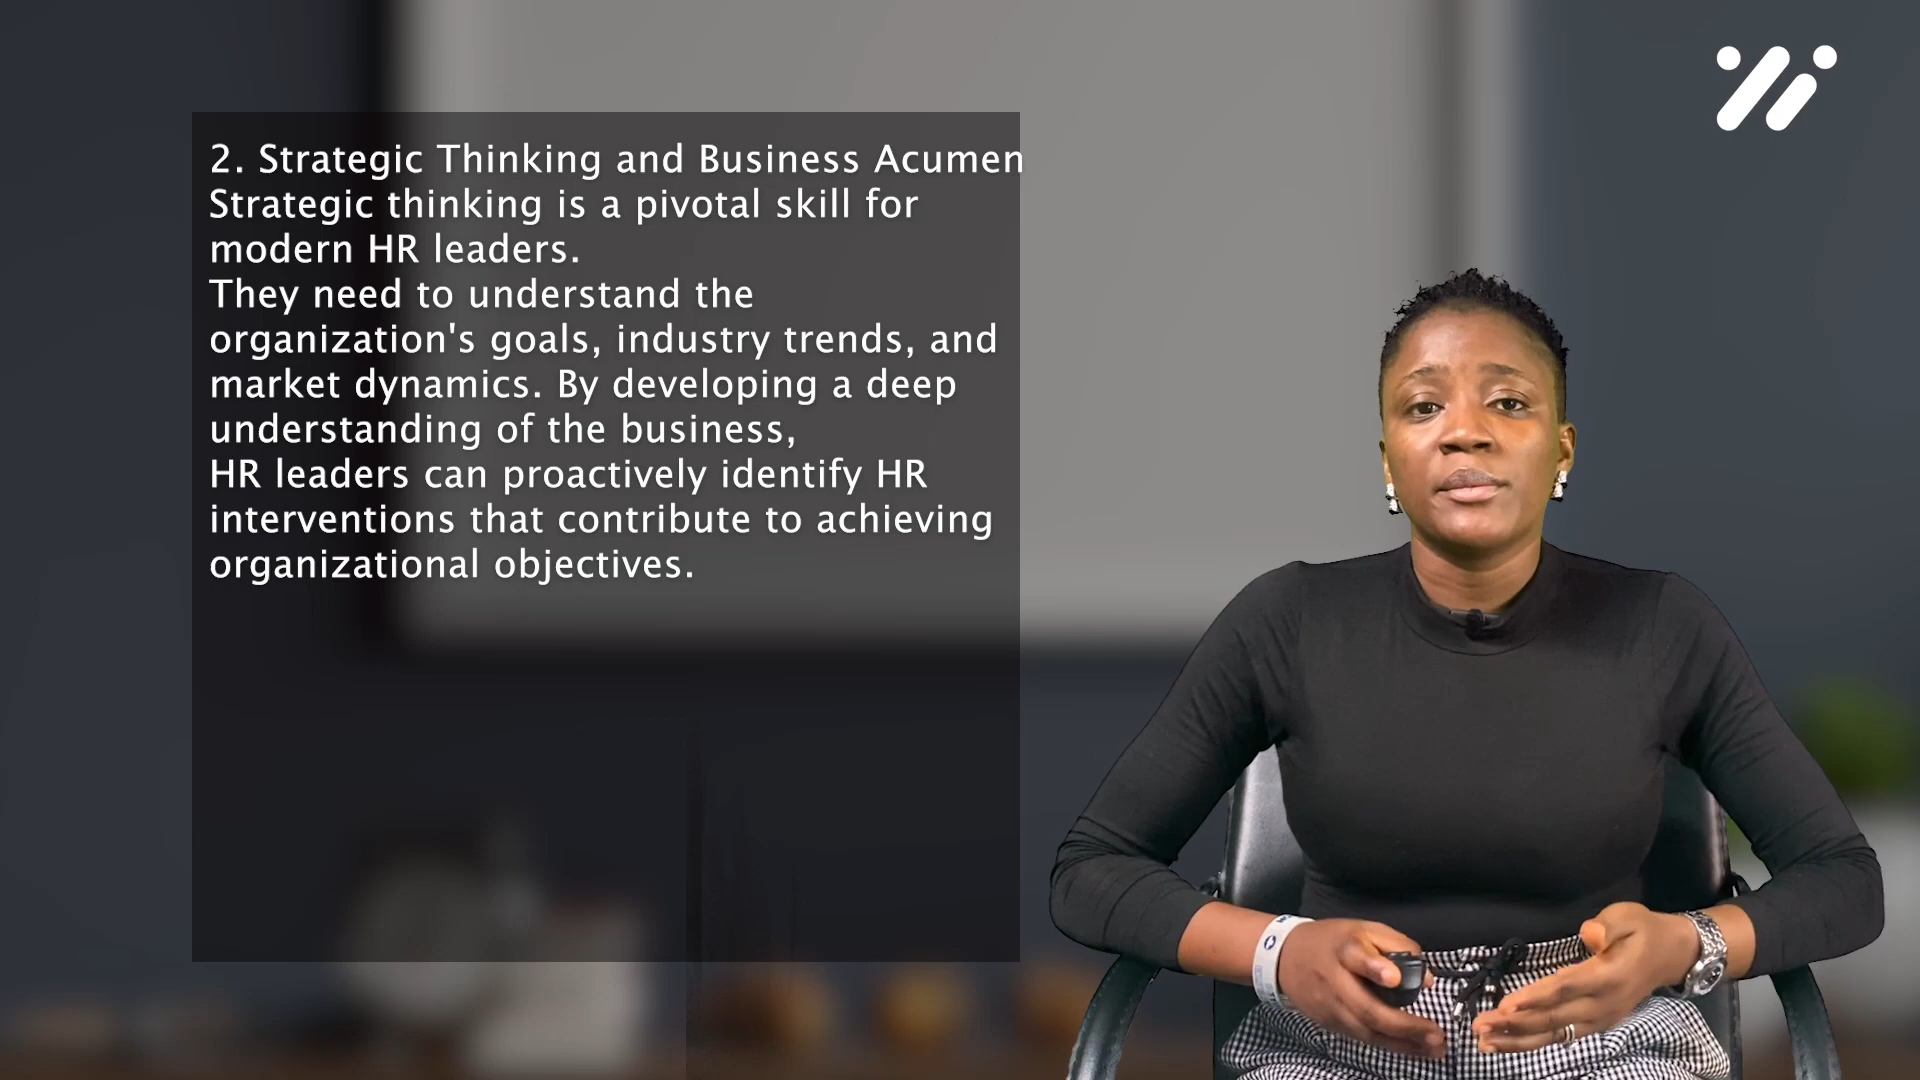 2. Strategic Thinking and Business Acumen
Strategic thinking is a pivotal skill for
modern HR leaders.
They need to understand the
organization's goals, industry trends, and
market dynamics. By developing a deep
understanding of the business,
HR leaders can proactively identify HR
interventions that contribute to achieving
organizational objectives.